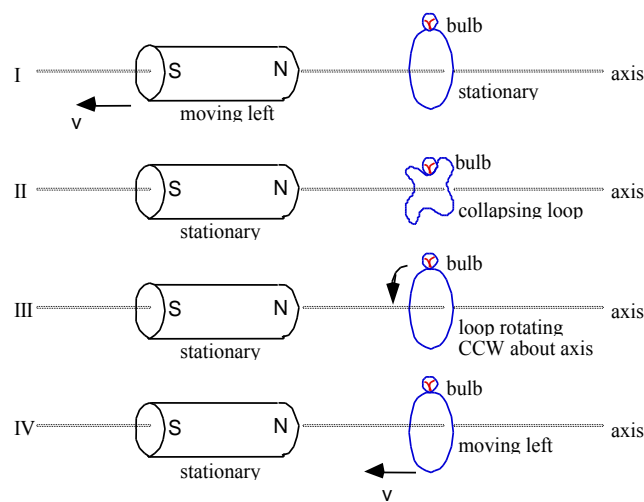 bulb
I
S
N
axis
stationary
v
moving left
bulb
II
S
N
axis
collapsing loop
stationary
bulb
III
S
N
axis
loop rotating
CCW about axis
stationary
bulb
IV
S
N
axis
moving left
stationary
v